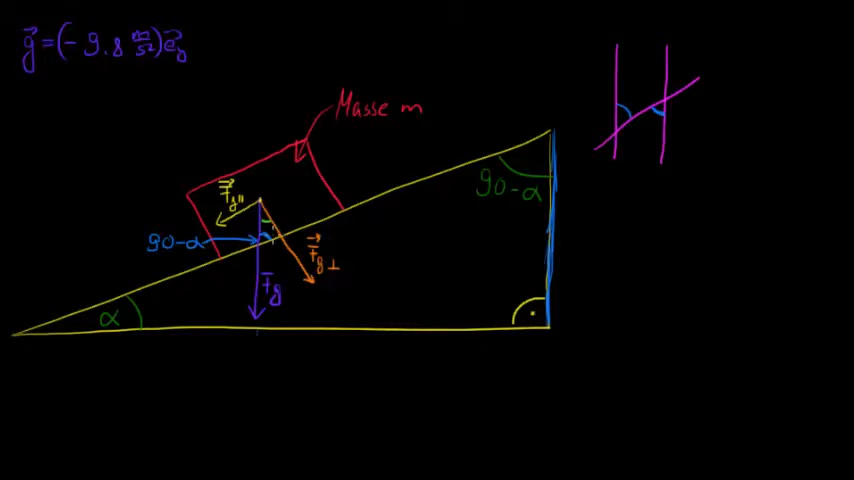 g⃗ = (-9.8 m/s²) e⃗y
Masse m
90-α
F⃗g∥
90-α
F⃗g⊥
F⃗g
α